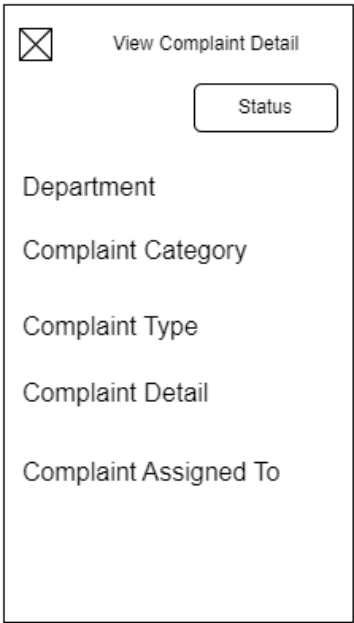 View Complaint Detail
Status
Department
Complaint Category
Complaint Type
Complaint Detail
Complaint Assigned To